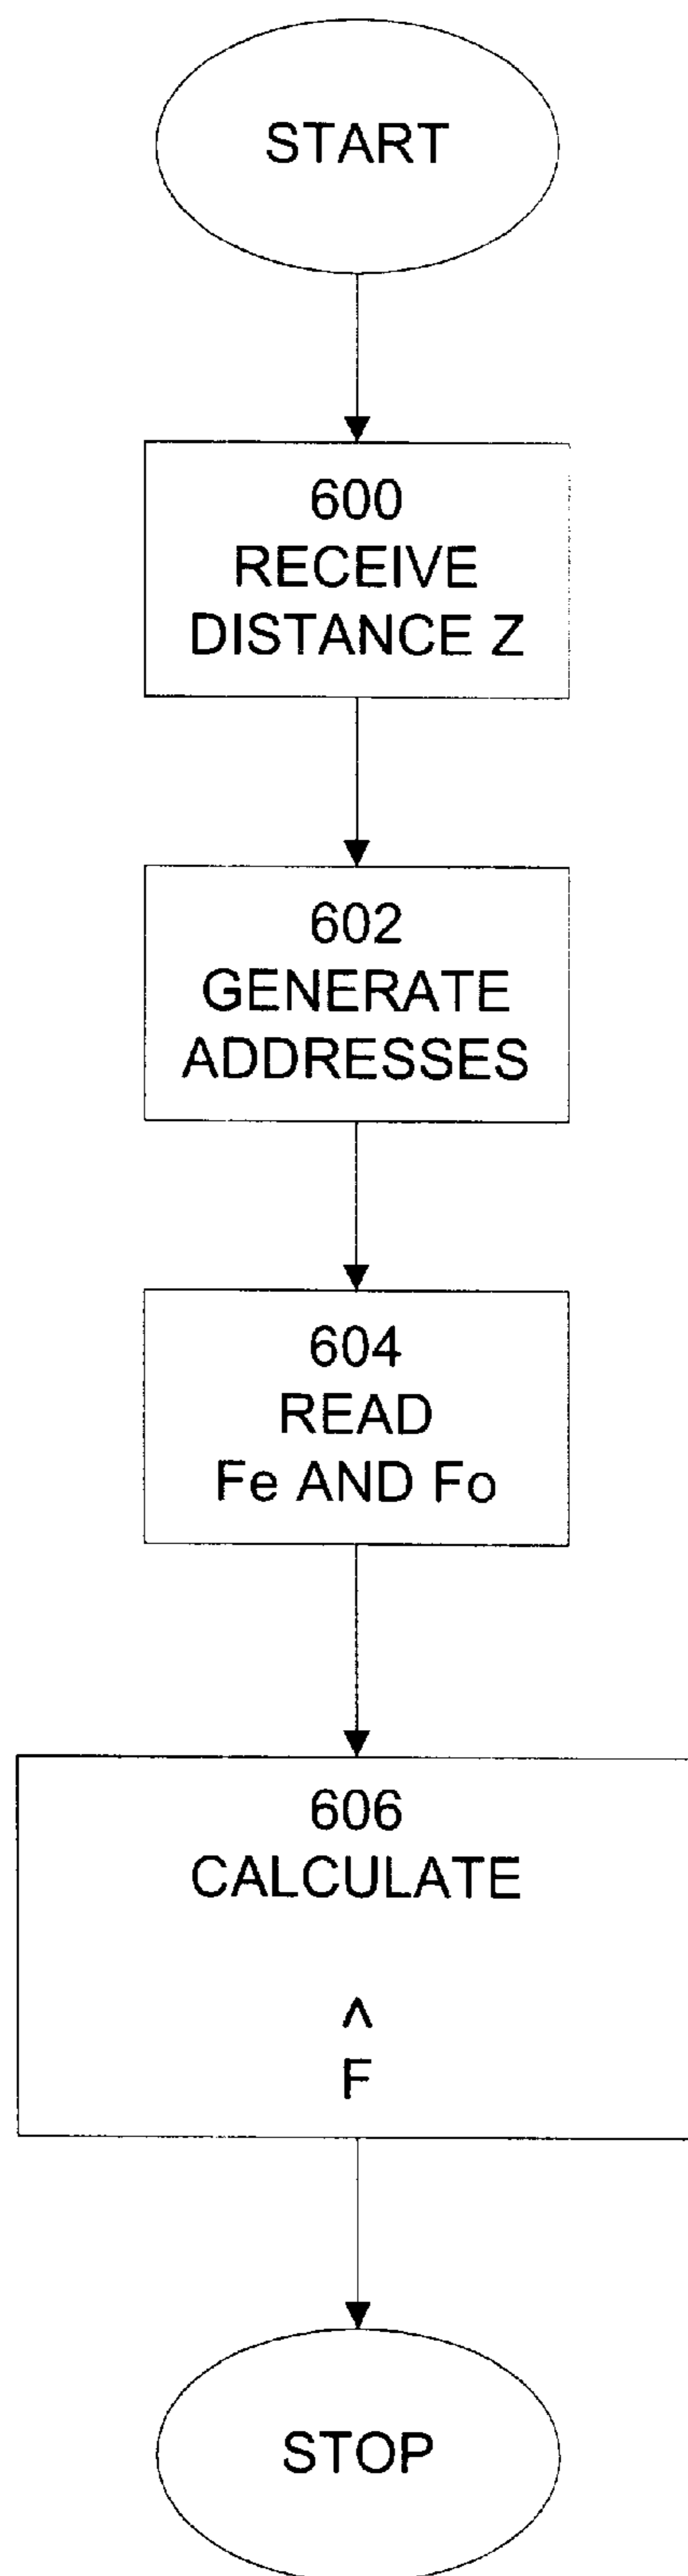 START
600
RECEIVE
DISTANCE Z
602
GENERATE
ADDRESSES
604
READ
Fe AND Fo
606
CALCULATE
^
F
STOP